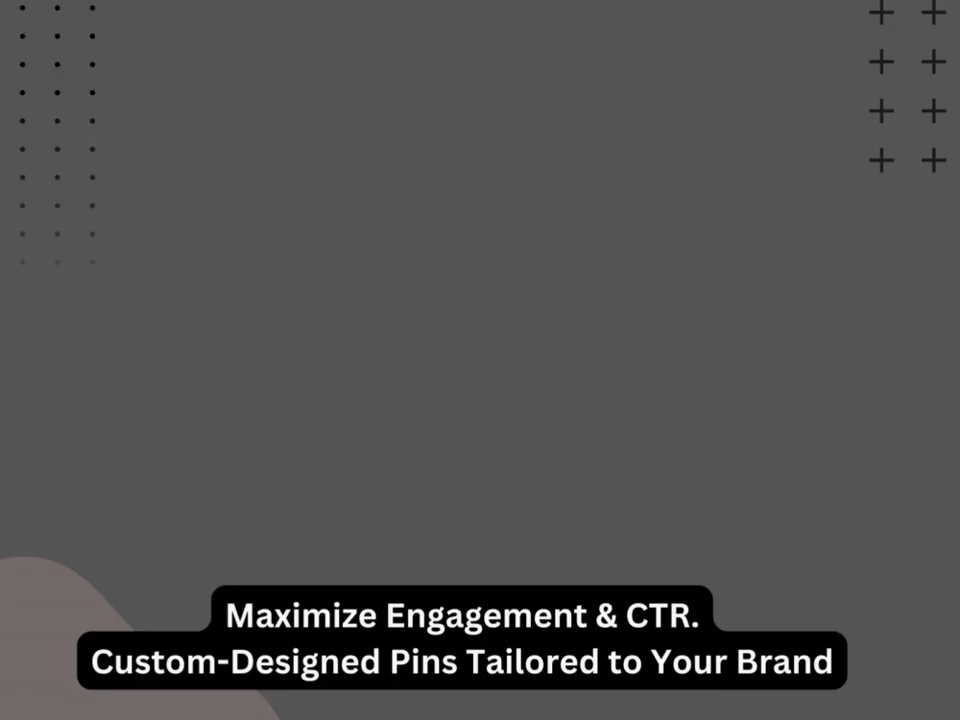 Maximize Engagement & CTR.
Custom-Designed Pins Tailored to Your Brand